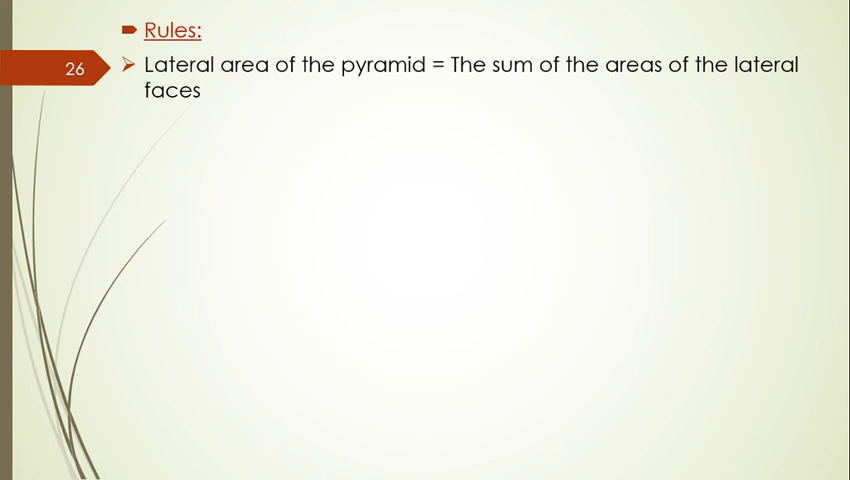 Rules:
26
Lateral area of the pyramid = The sum of the areas of the lateral
faces